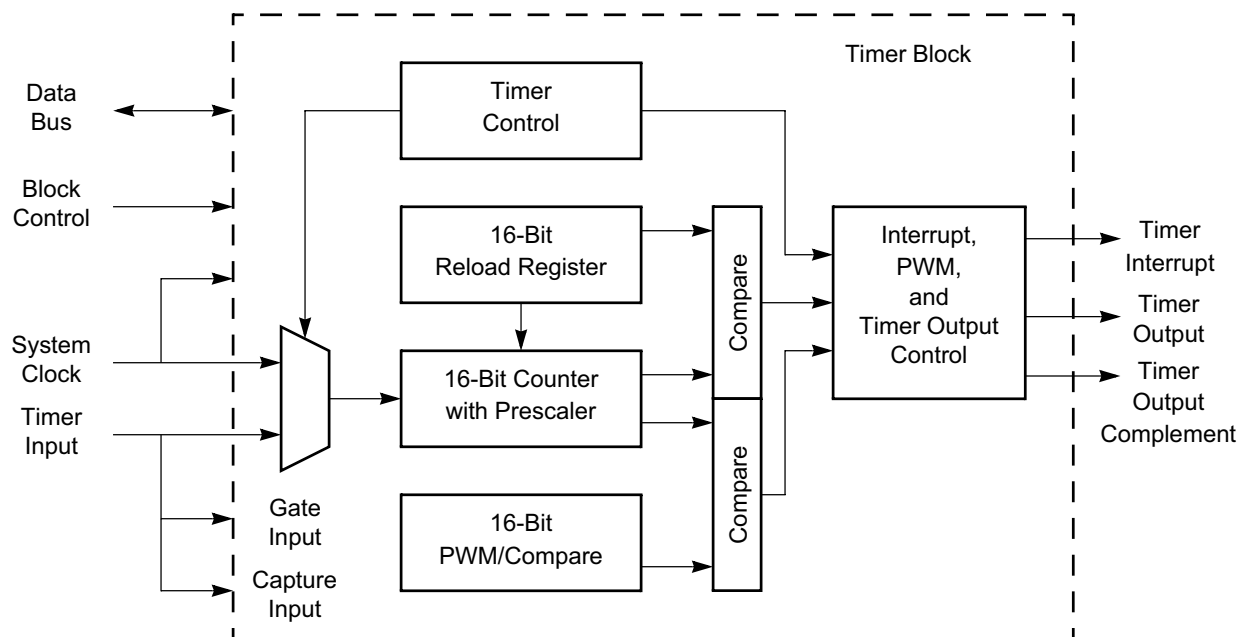 Timer Block
Data
Bus
Timer
Control
Block
Control
16-Bit
Reload Register
Compare
Interrupt,
PWM,
and
Timer Output
Control
Timer
Interrupt
Timer
Output
Timer
Output
Complement
System
Clock
16-Bit Counter
with Prescaler
Timer
Input
Compare
Gate
Input
16-Bit
PWM/Compare
Capture
Input